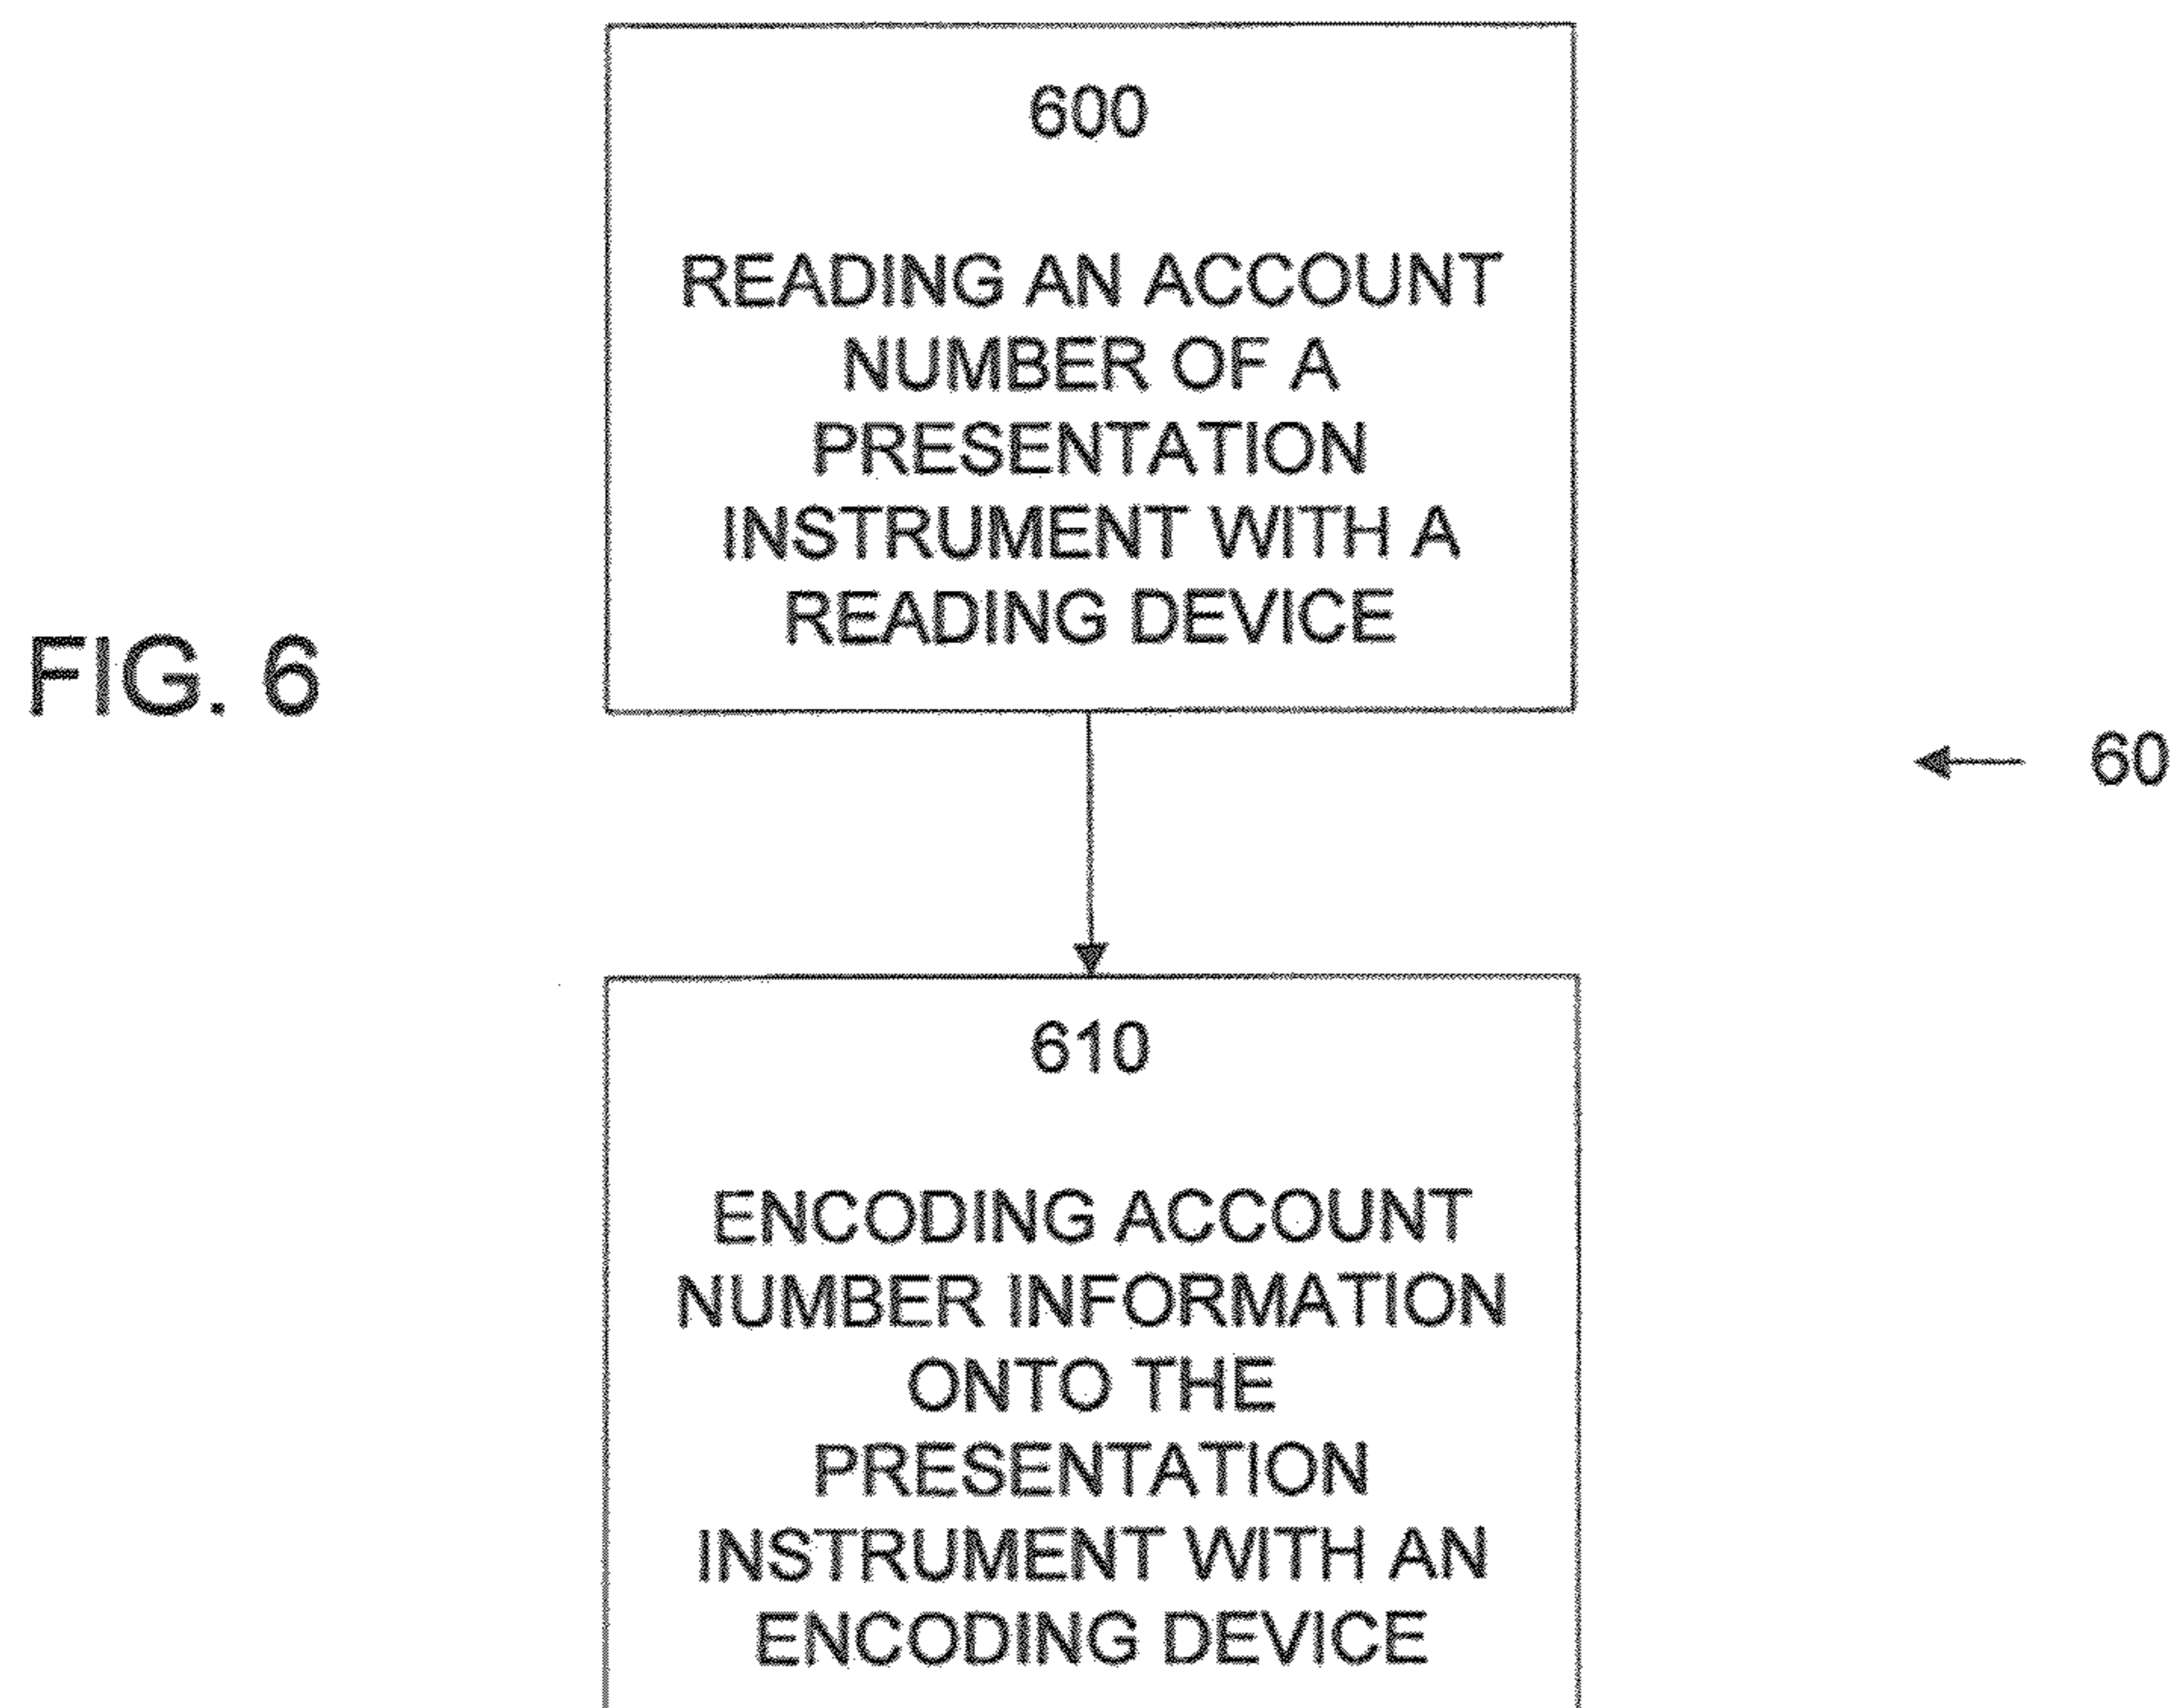 600
READING AN ACCOUNT
NUMBER OF A
PRESENTATION
INSTRUMENT WITH A
READING DEVICE
FIG. 6
60
610
ENCODING ACCOUNT
NUMBER INFORMATION
ONTO THE
PRESENTATION
INSTRUMENT WITH AN
ENCODING DEVICE